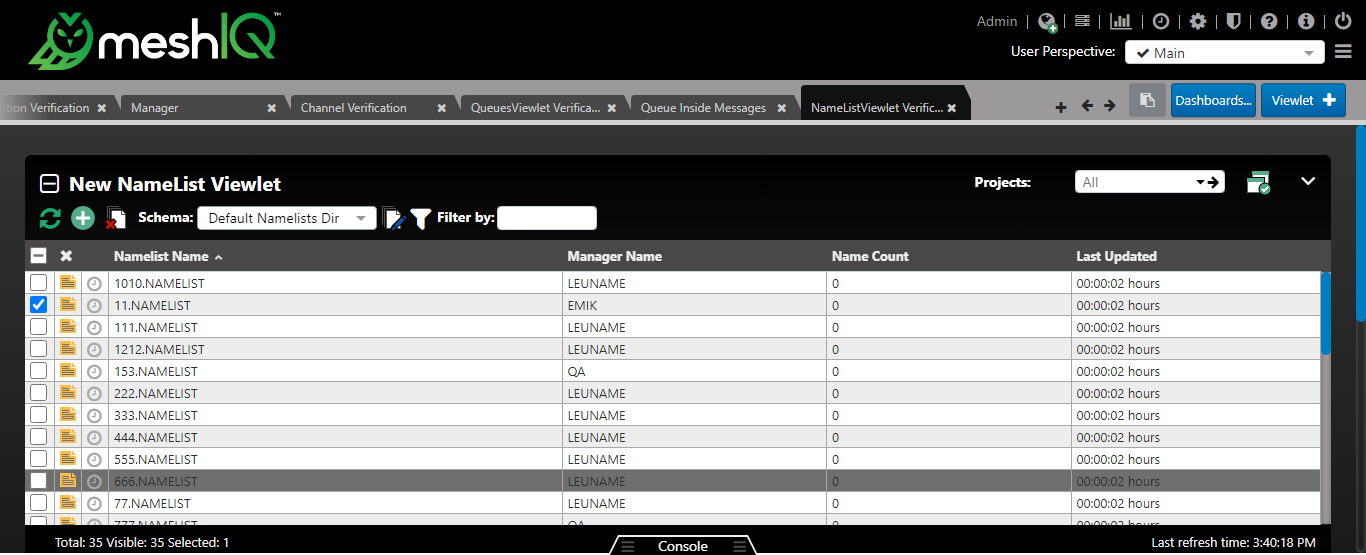 meshIQ™
Admin
User Perspective: Main
tion Verification Manager Channel Verification QueuesViewlet Verifica... Queue Inside Messages NameListViewlet Verific... Dashboards... Viewlet
New NameList Viewlet Projects: All
Schema: Default Namelists Dir Filter by:
Namelist Name Manager Name Name Count Last Updated
1010.NAMELIST LEUNAME 0 00:00:02 hours
11.NAMELIST EMIK 0 00:00:02 hours
111.NAMELIST LEUNAME 0 00:00:02 hours
1212.NAMELIST LEUNAME 0 00:00:02 hours
153.NAMELIST QA 0 00:00:02 hours
222.NAMELIST LEUNAME 0 00:00:02 hours
333.NAMELIST LEUNAME 0 00:00:02 hours
444.NAMELIST LEUNAME 0 00:00:02 hours
555.NAMELIST LEUNAME 0 00:00:02 hours
666.NAMELIST LEUNAME 0 00:00:02 hours
77.NAMELIST LEUNAME 0 00:00:02 hours
777.NAMELIST QA 0 00:00:02 hours
Total: 35 Visible: 35 Selected: 1 Console Last refresh time: 3:40:18 PM